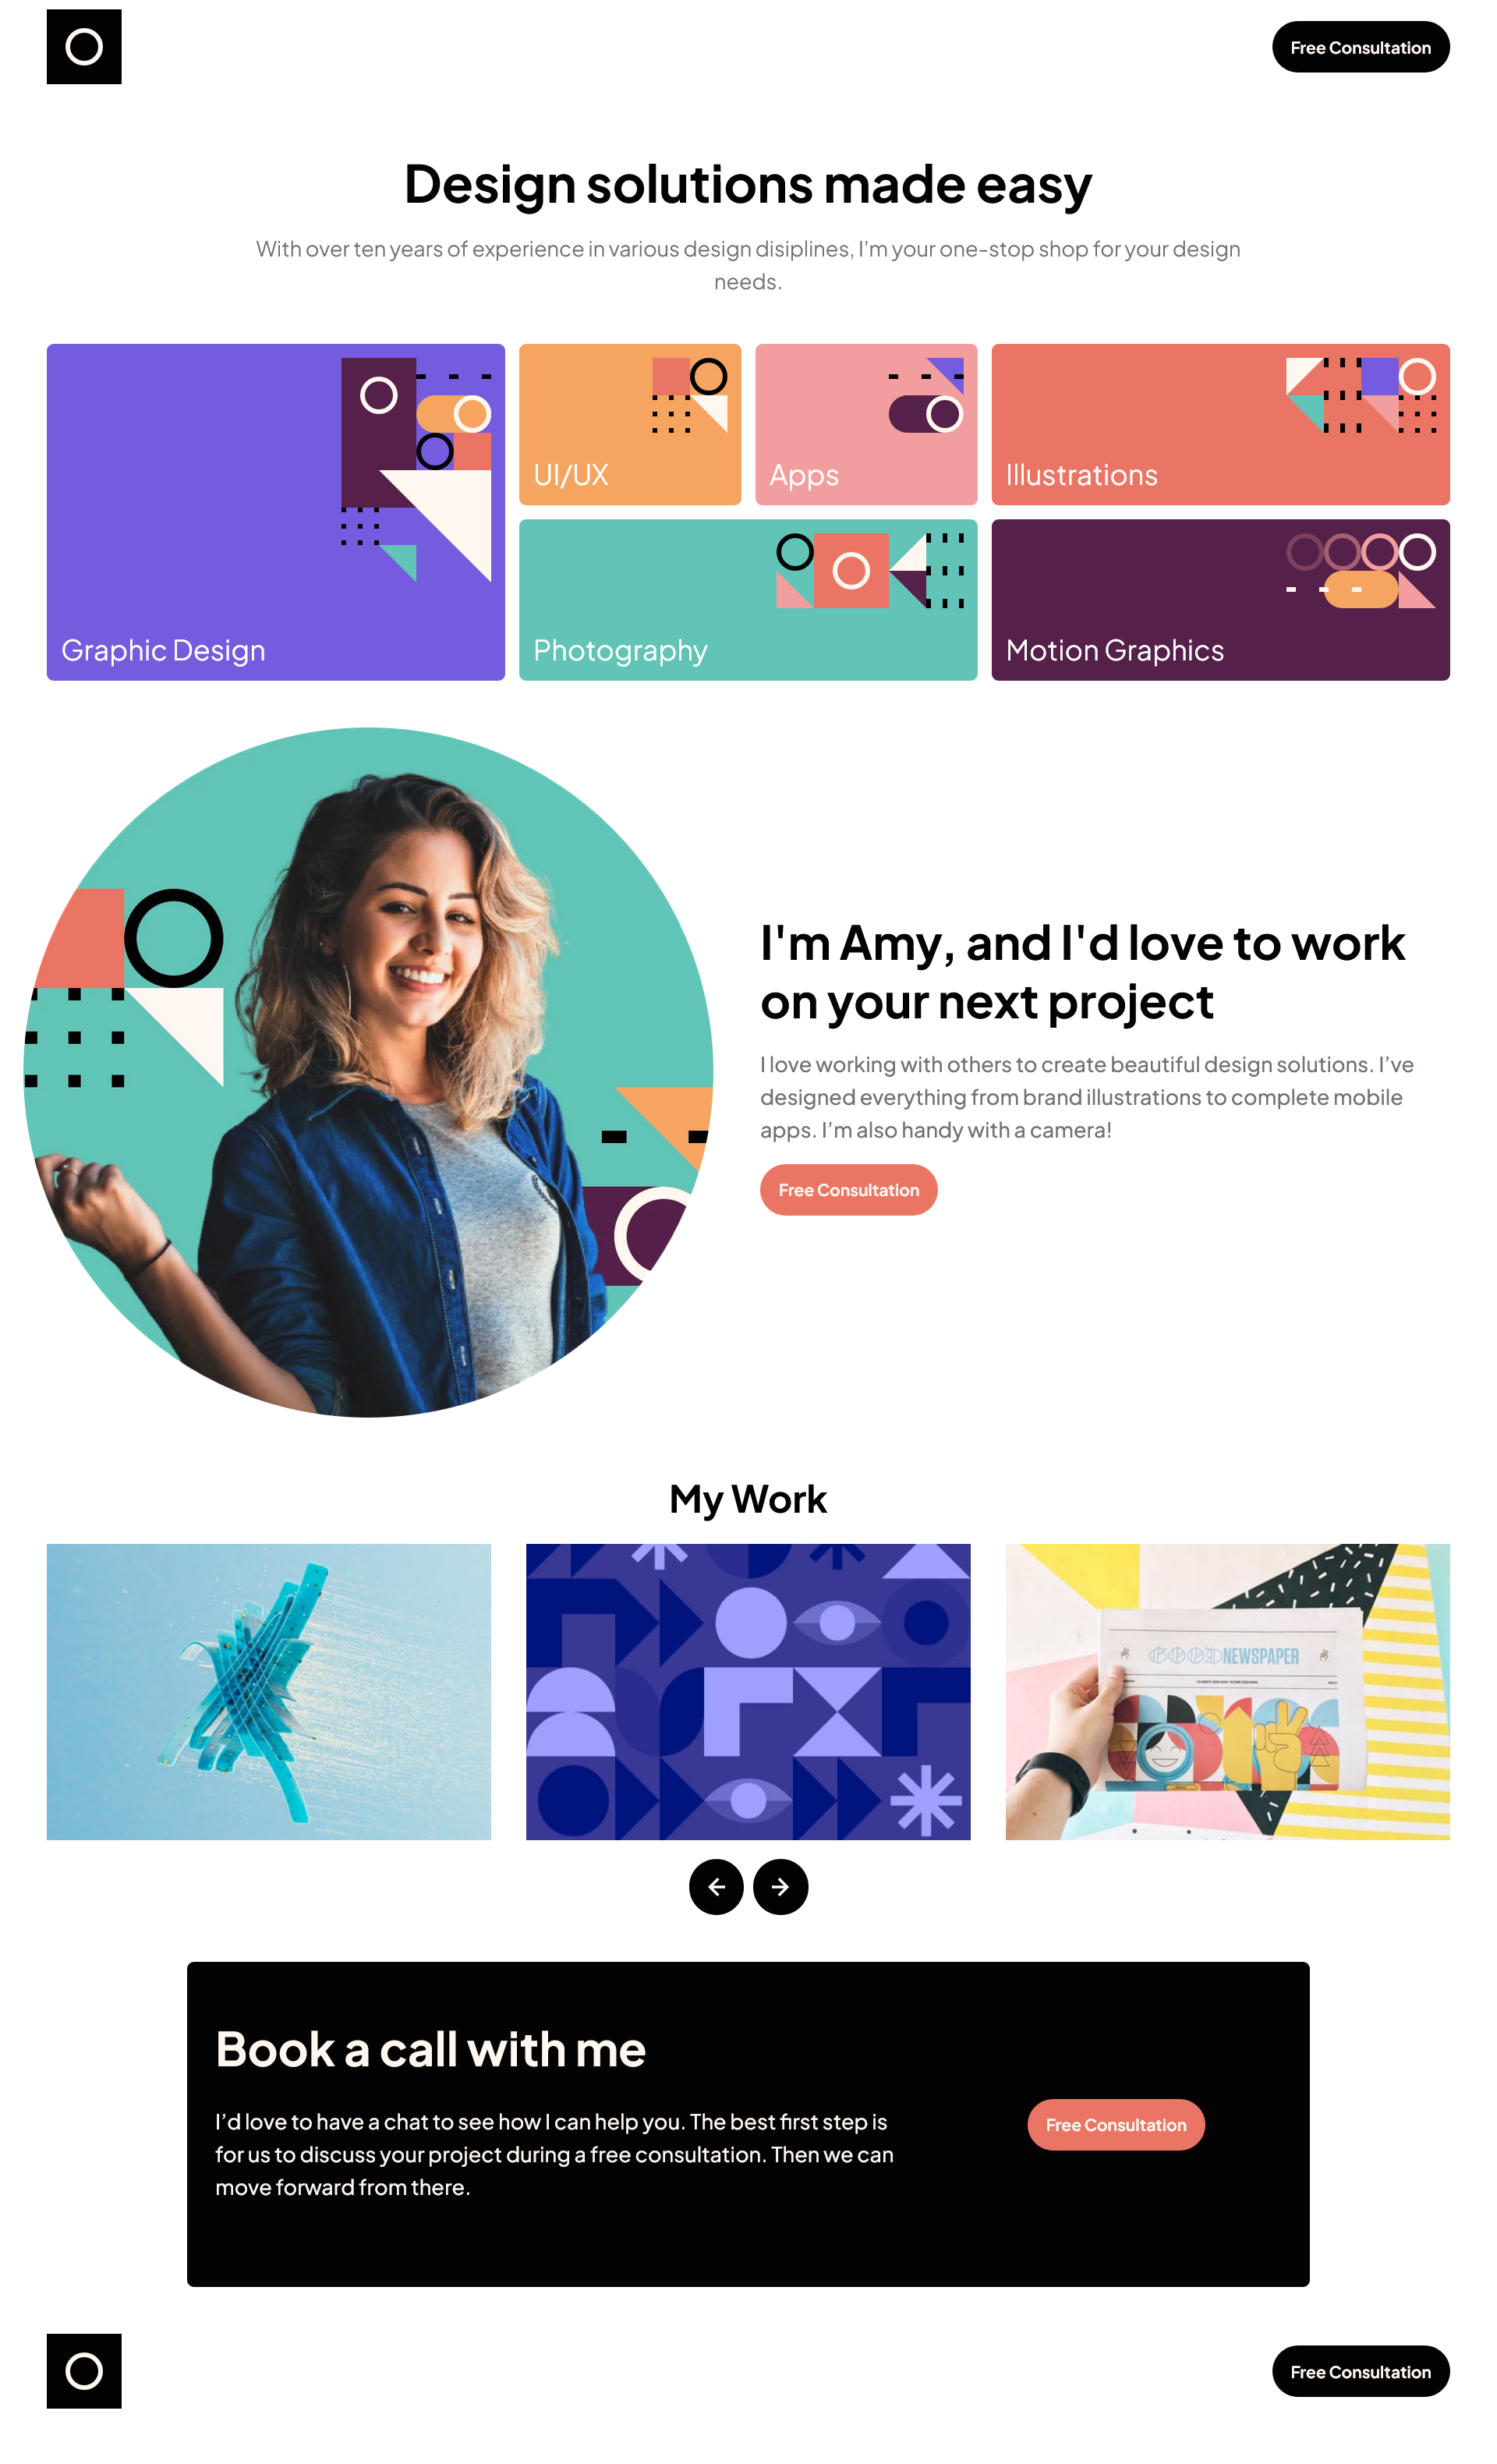 Free Consultation
Design solutions made easy
With over ten years of experience in various design disiplines, I'm your one-stop shop for your design
needs.
UI/UX
Apps
Illustrations
Graphic Design
Photography
Motion Graphics
I'm Amy, and I'd love to work
on your next project
I love working with others to create beautiful design solutions. I’ve
designed everything from brand illustrations to complete mobile
apps. I’m also handy with a camera!
Free Consultation
My Work
GOOD NEWSPAPER
Book a call with me
I’d love to have a chat to see how I can help you. The best first step is
for us to discuss your project during a free consultation. Then we can
move forward from there.
Free Consultation
Free Consultation